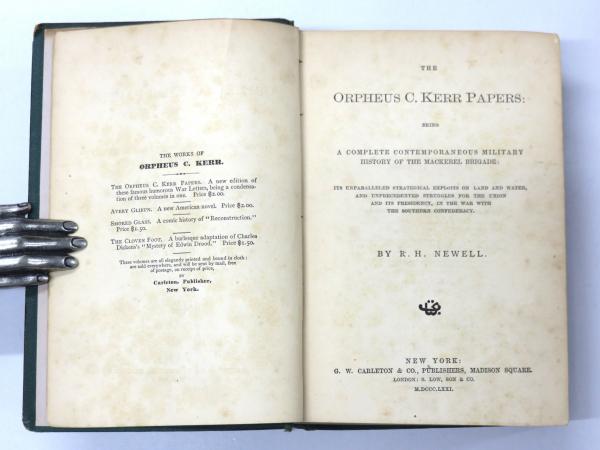 THE WORKS OF
ORPHEUS C. KERR.
THE ORPHEUS C. KERR PAPERS. A new edition of
these famous humorous War Letters, being a condensa-
tion of three volumes in one. Price $2.00.
AVERY GLIBUN. A new American novel. Price $2.00.
SMOKED GLASS. A comic history of "Reconstruction."
Price $1.50.
THE CLOVEN FOOT. A burlesque adaptation of Charles
Dickens's "Mystery of Edwin Drood." Price $1.50.
These volumes are all elegantly printed and bound in cloth:
are sold everywhere, and will be sent by mail, free
of postage, on receipt of price,
BY
Carleton, Publisher,
New York.
THE
ORPHEUS C. KERR PAPERS:
BEING
A COMPLETE CONTEMPORANEOUS MILITARY
HISTORY OF THE MACKEREL BRIGADE:
ITS UNPARALLELED STRATEGICAL EXPLOITS ON LAND AND WATER,
AND UNPRECEDENTED STRUGGLES FOR THE UNION
AND ITS PRESIDENCY, IN THE WAR WITH
THE SOUTHERN CONFEDERACY.
BY R. H. NEWELL.
NEW YORK:
G. W. CARLETON & CO., PUBLISHERS, MADISON SQUARE.
LONDON: S. LOW, SON & CO.
M.DCCC.LXXI.